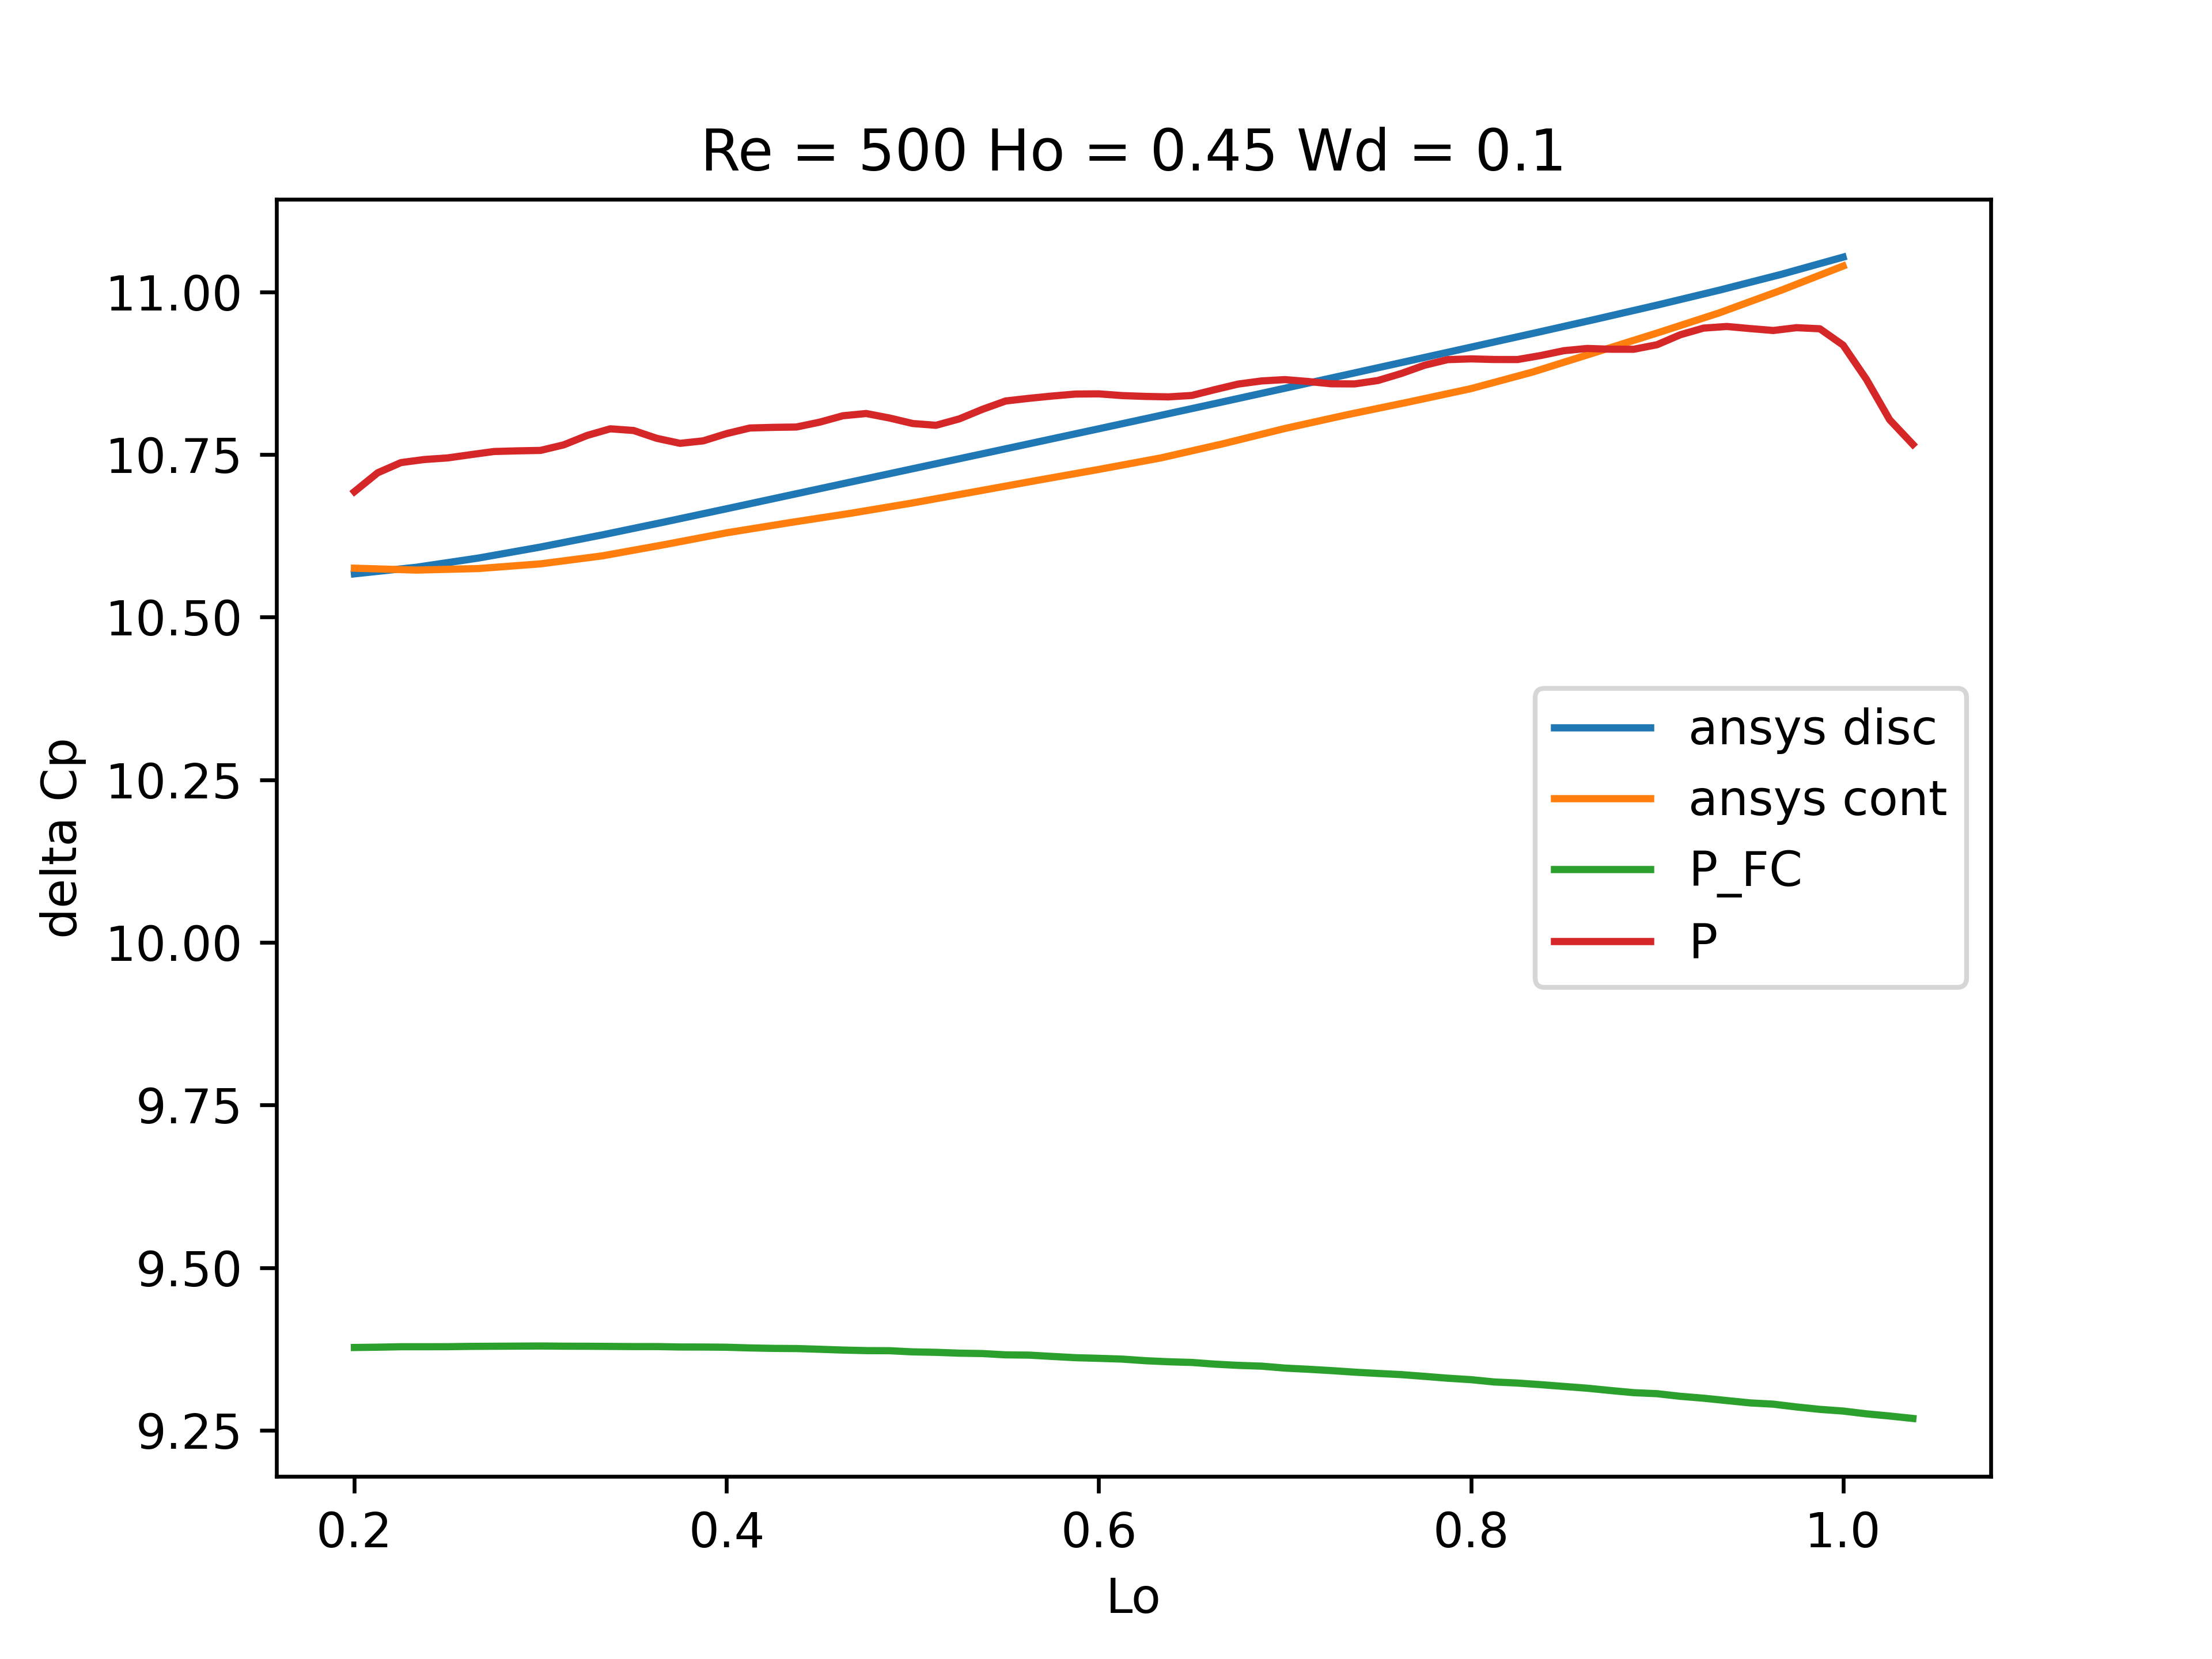 Re = 500 Ho = 0.45 Wd = 0.1
11.00
10.75
10.50
10.25
10.00
9.75
9.50
9.25
delta Cp
ansys disc
ansys cont
P_FC
P
0.2 0.4 0.6 0.8 1.0
Lo